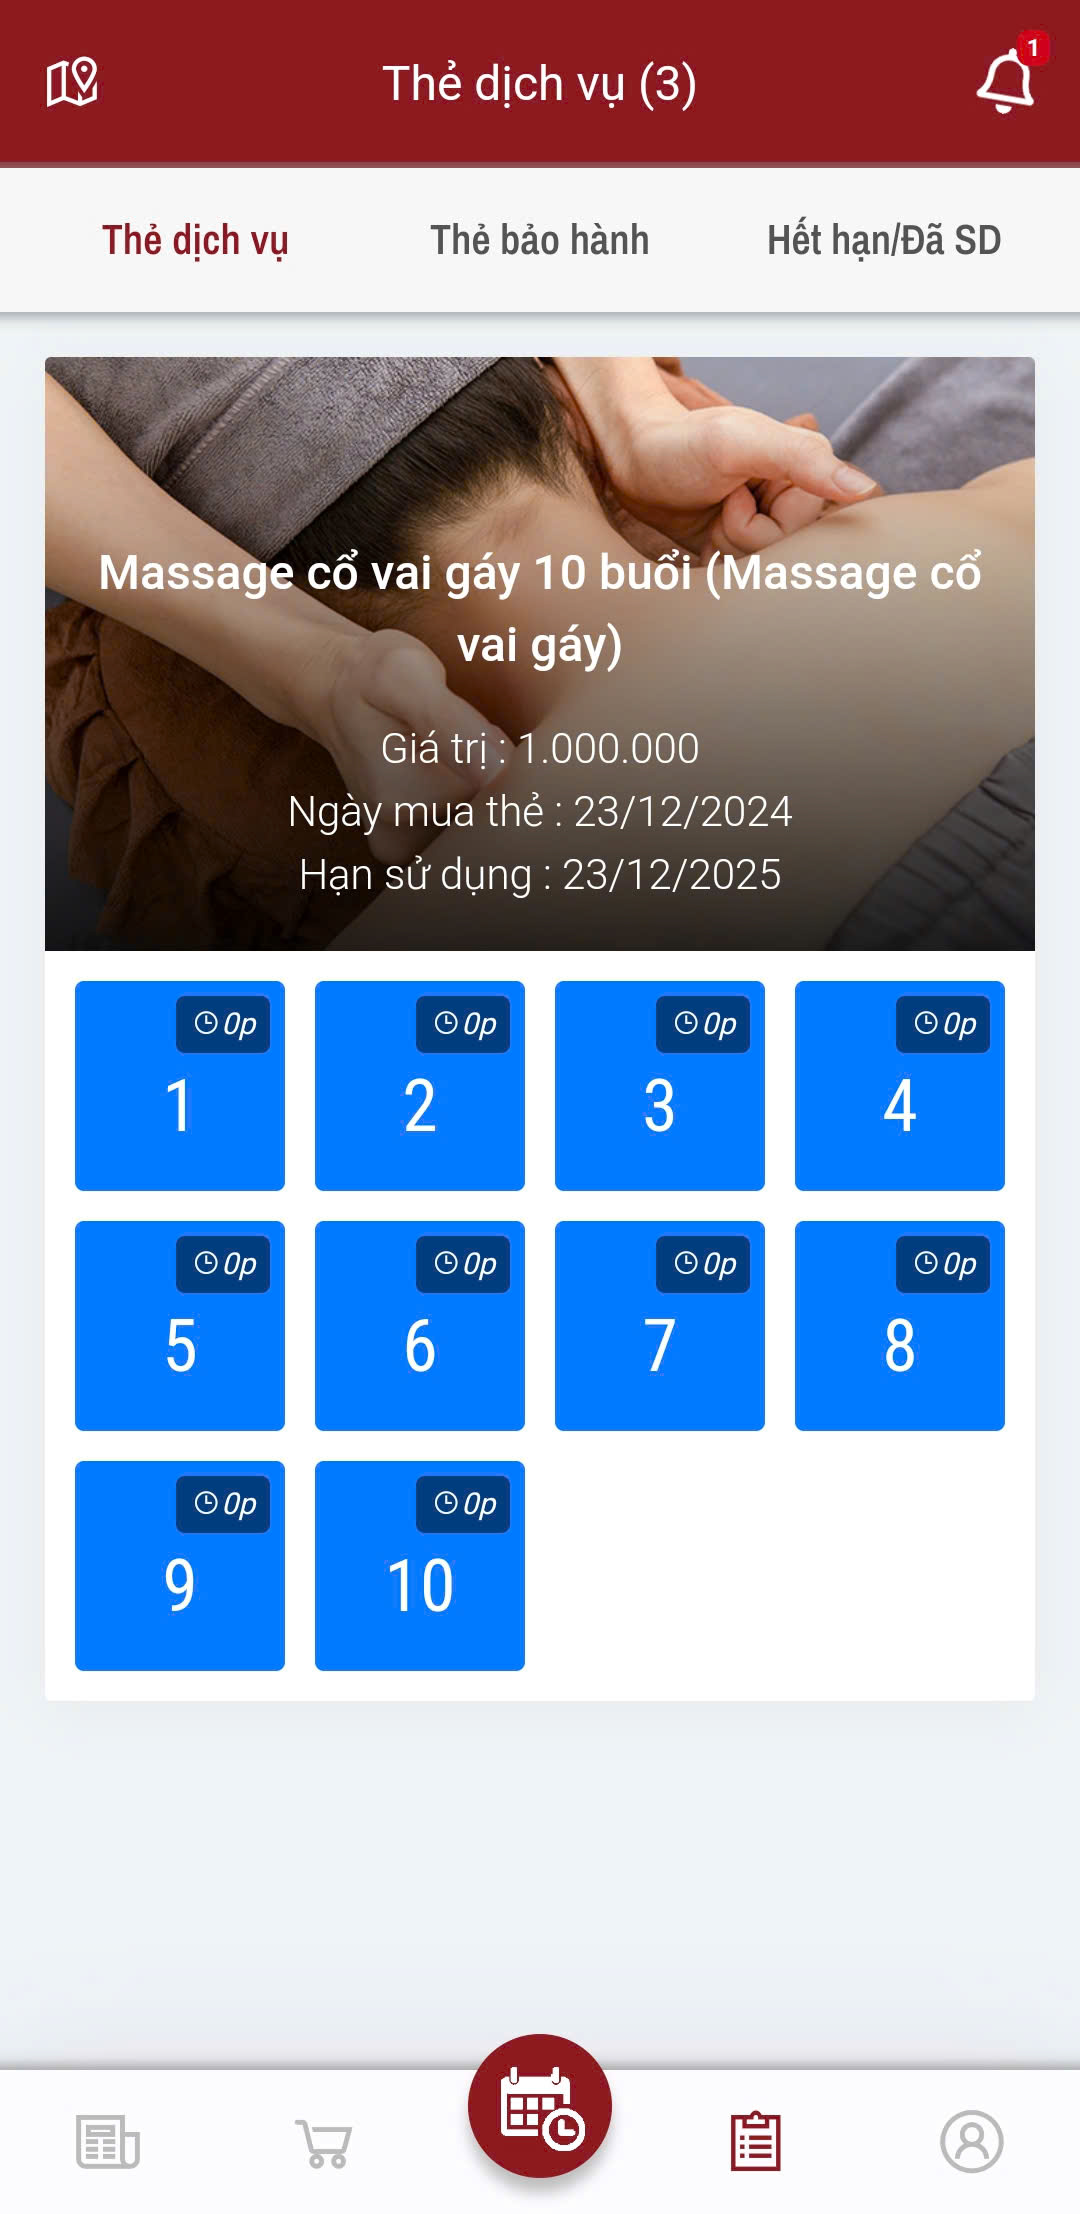 Thẻ dịch vụ (3)
1
Thẻ dịch vụ
Thẻ bảo hành
Hết hạn/Đã SD
Massage cổ vai gáy 10 buổi (Massage cổ
vai gáy)
Giá trị : 1.000.000
Ngày mua thẻ : 23/12/2024
Hạn sử dụng : 23/12/2025
0p
1
0p
2
0p
3
0p
4
0p
5
0p
6
0p
7
0p
8
0p
9
0p
10